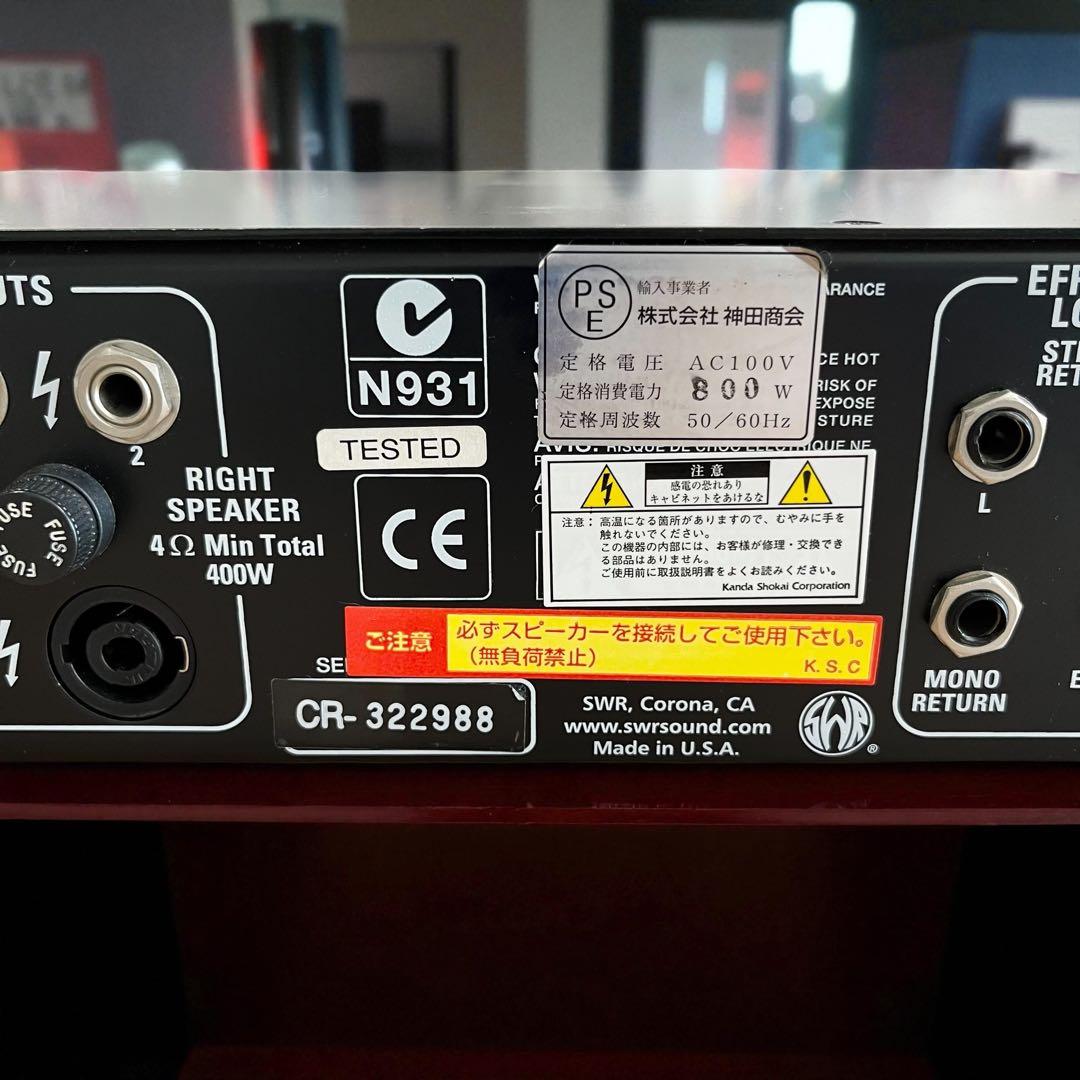 UTS
2
RIGHT
SPEAKER
4Ω Min Total
400W
FUSE FUSE FUSE
N931
TESTED
CE
SE
CR-322988
PSE
輸入事業者
株式会社 神田商会
定格電圧 AC100V
定格消費電力 800 W
定格周波数 50/60Hz
ARANCE
CE HOT
RISK OF
EXPOSE
STURE
AVIS: RISQUE DE CHOC ELECTRIQUE NE
注意
感電の恐れあり
キャビネットをあけるな
注意: 高温になる箇所がありますので、むやみに手を
触れないでください。
この機器の内部には、お客様が修理・交換でき
る部品はありません。
ご使用前に取扱説明書をよくお読みください。
Kanda Shokai Corporation
ご注意
必ずスピーカーを接続してご使用下さい。
(無負荷禁止)
K. S. C
SWR, Corona, CA
www.swrsound.com
Made in U.S.A.
SWR ®
EFF
LO
STE
RET
L
MONO
RETURN
E